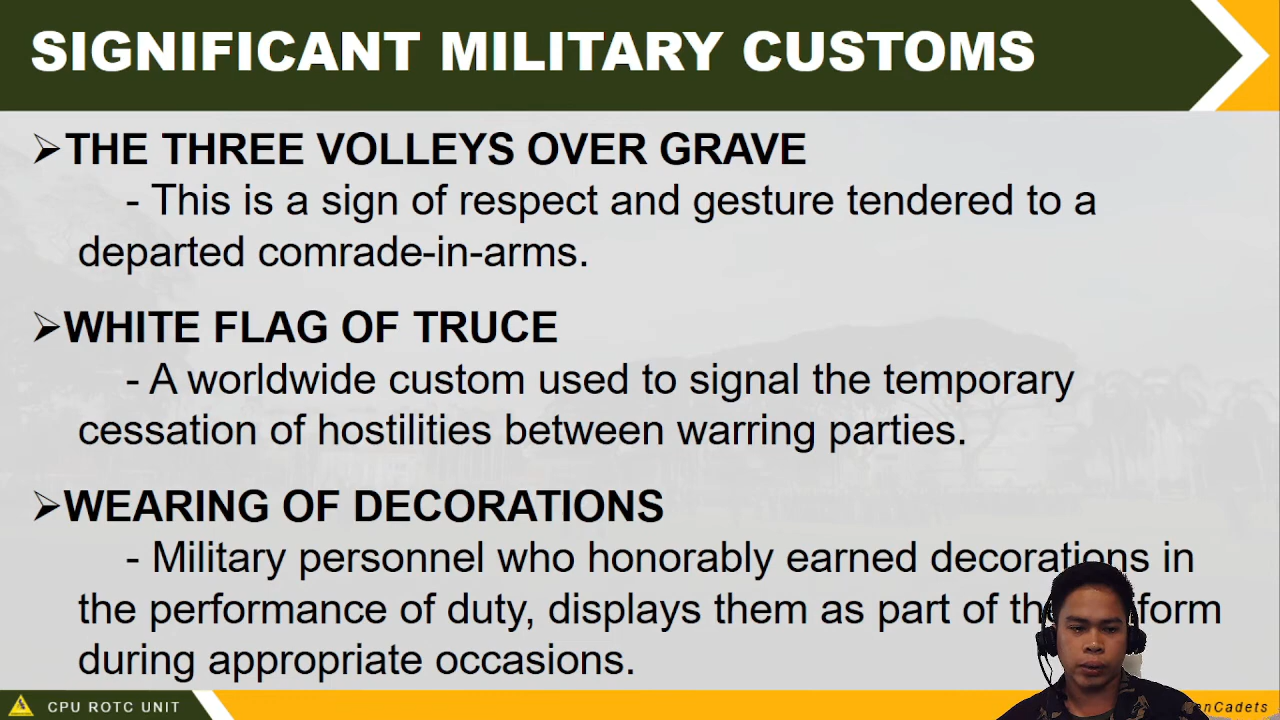 SIGNIFICANT MILITARY CUSTOMS
THE THREE VOLLEYS OVER GRAVE
- This is a sign of respect and gesture tendered to a
departed comrade-in-arms.
WHITE FLAG OF TRUCE
- A worldwide custom used to signal the temporary
cessation of hostilities between warring parties.
WEARING OF DECORATIONS
- Military personnel who honorably earned decorations in
the performance of duty, displays them as part of the
during appropriate occasions.
CPU ROTC UNIT